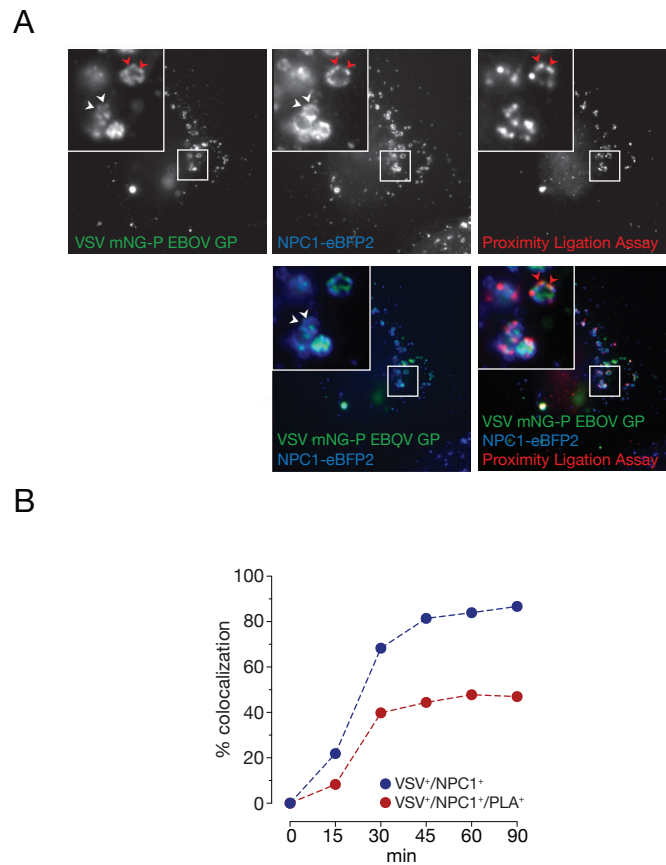 A
VSV mNG-P EBOV GP
NPC1-eBFP2
Proximity Ligation Assay
VSV mNG-P EBOV GP
NPC1-eBFP2
VSV mNG-P EBOV GP
NPC1-eBFP2
Proximity Ligation Assay
B
% colocalization
100
80
60
40
20
0
VSV⁺/NPC1⁺
VSV⁺/NPC1⁺/PLA⁺
0 15 30 45 60 90
min